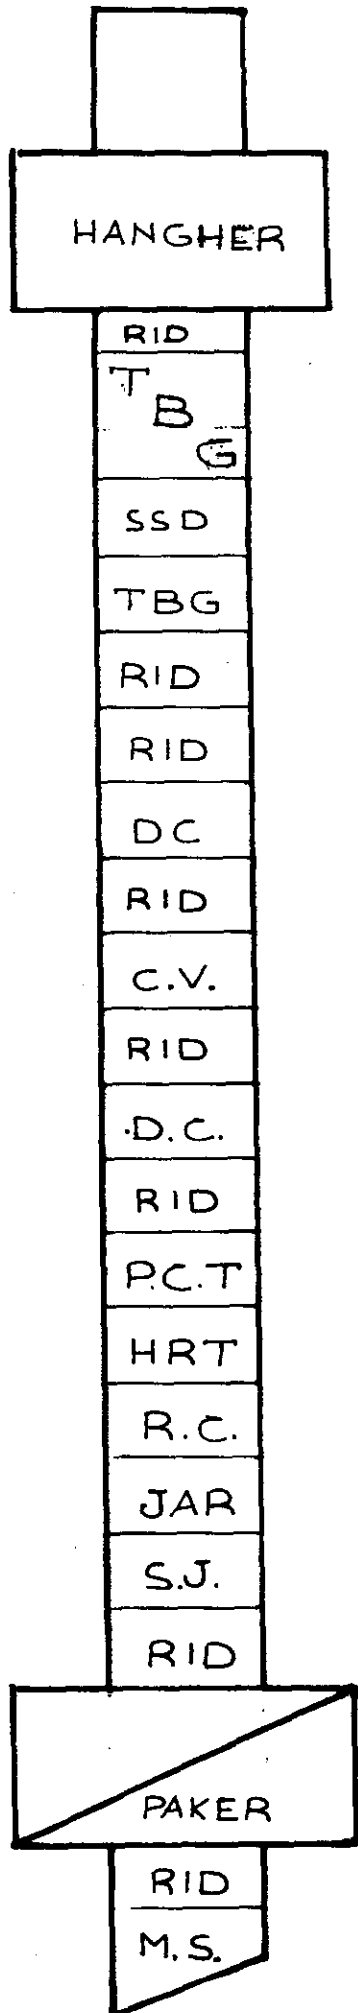 HANGHER
RID
TBG
SSD
TBG
RID
RID
DC
RID
C.V.
RID
D.C.
RID
P.C.T
HRT
R.C.
JAR
S.J.
RID
PAKER
RID
M.S.